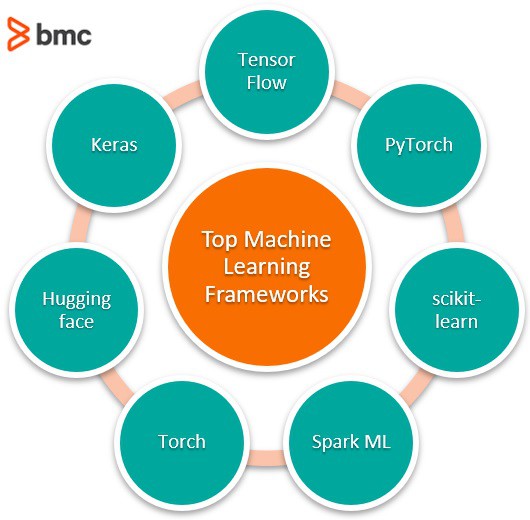 bmc
Tensor
Flow
PyTorch
scikit-
learn
Spark ML
Torch
Hugging
face
Keras
Top Machine
Learning
Frameworks